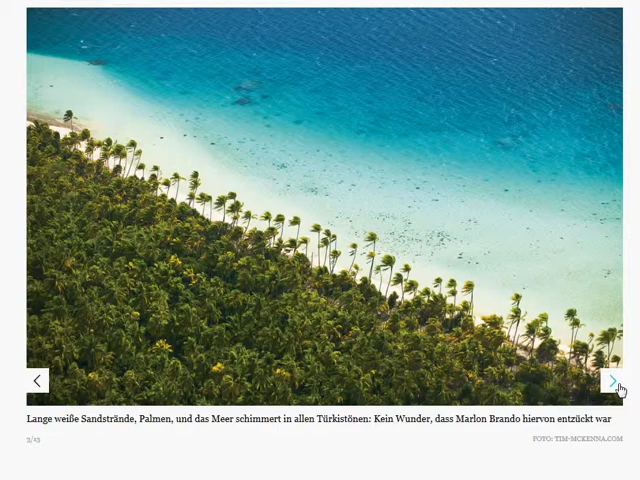 Lange weiße Sandstrände, Palmen, und das Meer schimmert in allen Türkistönen: Kein Wunder, dass Marlon Brando hiervon entzückt war
3/13
FOTO: TIM-MCKENNA.COM